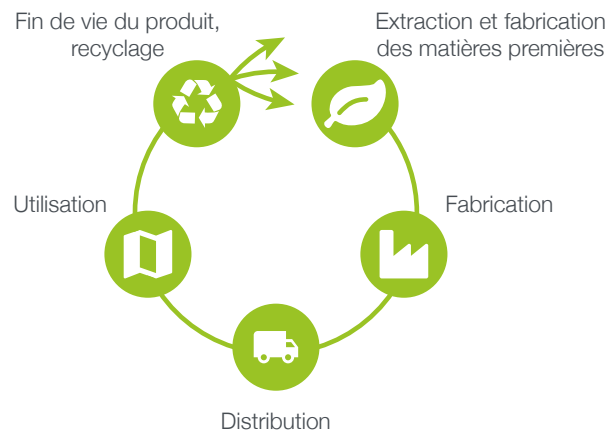 Fin de vie du produit,
recyclage
Extraction et fabrication
des matières premières
Utilisation
Fabrication
Distribution